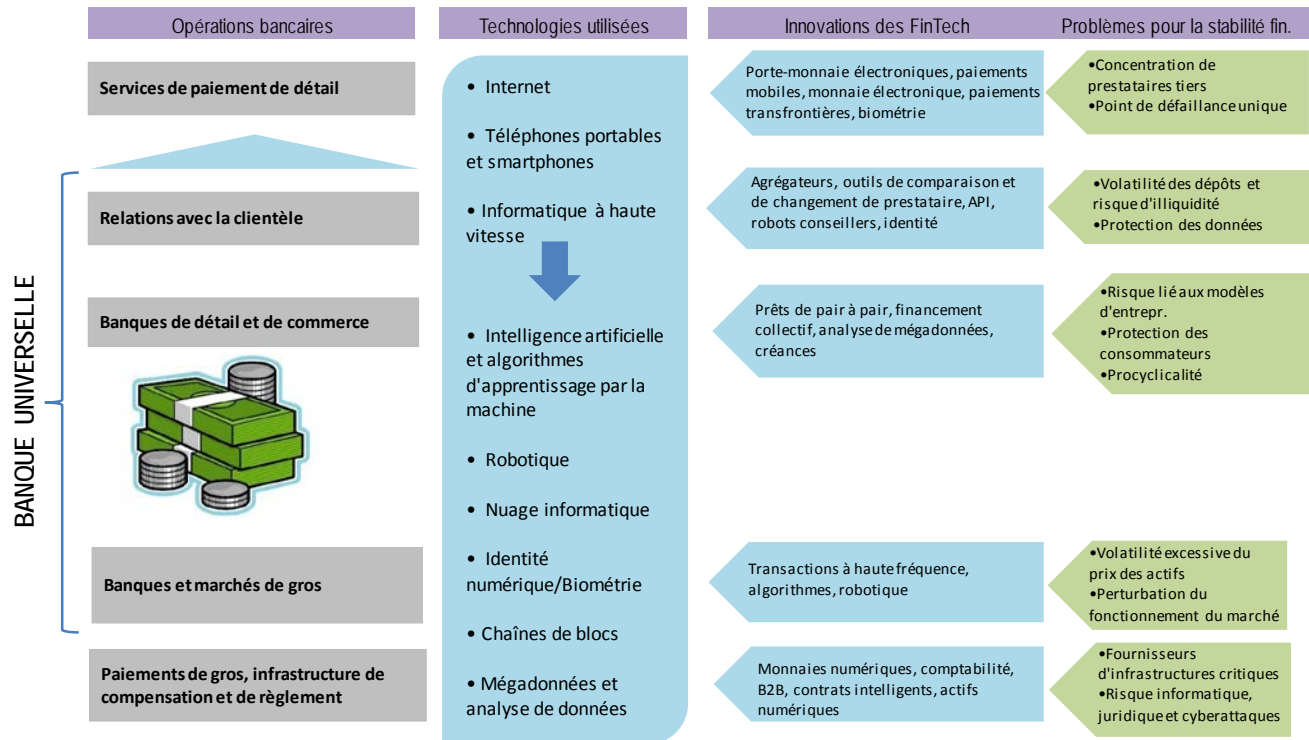 Opérations bancaires
Technologies utilisées
Innovations des FinTech
Problèmes pour la stabilité fin.
BANQUE UNIVERSELLE
Services de paiement de détail
Relations avec la clientèle
Banques de détail et de commerce
Banques et marchés de gros
Paiements de gros, infrastructure de
compensation et de règlement
• Internet
• Téléphones portables
et smartphones
• Informatique à haute
vitesse
• Intelligence artificielle
et algorithmes
d'apprentissage par la
machine
• Robotique
• Nuage informatique
• Identité
numérique/Biométrie
• Chaînes de blocs
• Mégadonnées et
analyse de données
Porte-monnaie électroniques, paiements
mobiles, monnaie électronique, paiements
transfrontières, biométrie
Agrégateurs, outils de comparaison et
de changement de prestataire, API,
robots conseillers, identité
Prêts de pair à pair, financement
collectif, analyse de mégadonnées,
créances
Transactions à haute fréquence,
algorithmes, robotique
Monnaies numériques, comptabilité,
B2B, contrats intelligents, actifs
numériques
•Concentration de
prestataires tiers
•Point de défaillance unique
•Volatilité des dépôts et
risque d'illiquidité
•Protection des données
•Risque lié aux modèles
d'entrepr.
•Protection des
consommateurs
•Procyclicalité
•Volatilité excessive du
prix des actifs
•Perturbation du
fonctionnement du marché
•Fournisseurs
d'infrastructures critiques
•Risque informatique,
juridique et cyberattaques